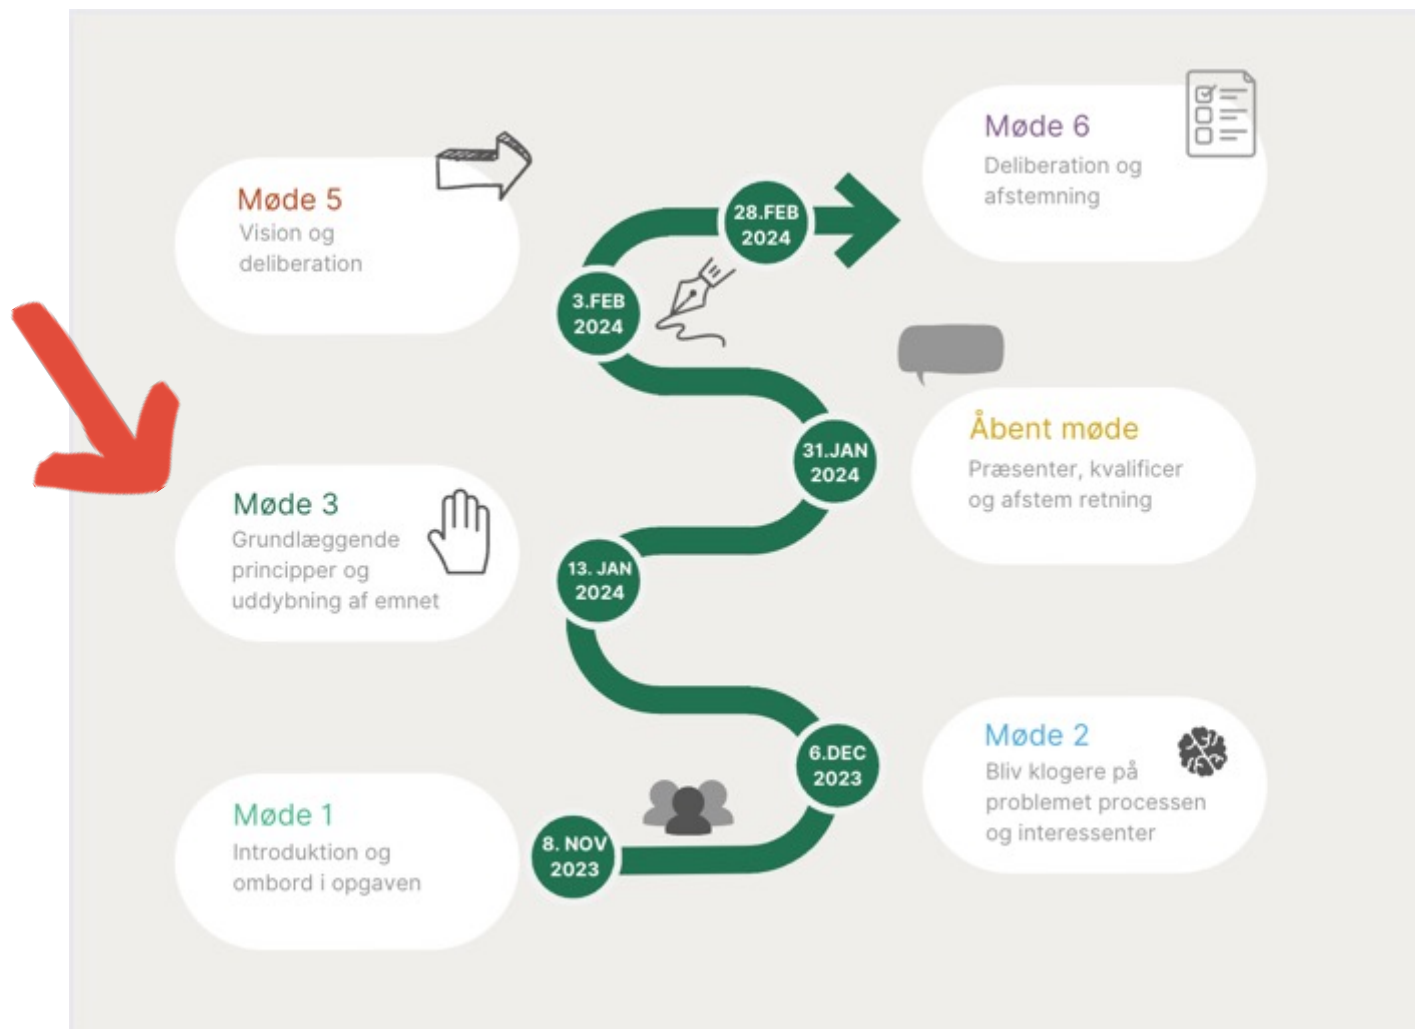 Møde 6
Deliberation og
afstemning
Møde 5
Vision og
deliberation
28.FEB
2024
3.FEB
2024
Åbent møde
Præsenter, kvalificer
og afstem retning
31.JAN
2024
Møde 3
Grundlæggende
principper og
uddybning af emnet
13. JAN
2024
Møde 2
Bliv klogere på
problemet processen
og interessenter
6.DEC
2023
Møde 1
Introduktion og
ombord i opgaven
8. NOV
2023